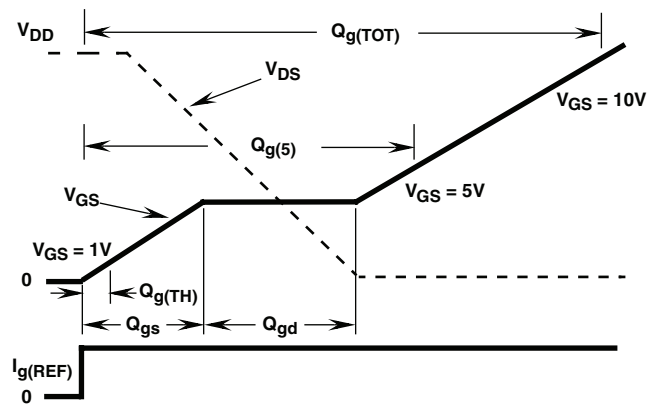 V_DD
Q_g(TOT)
V_DS
V_GS = 10V
Q_g(5)
V_GS
V_GS = 5V
V_GS = 1V
0
Q_g(TH)
Q_gs
Q_gd
I_g(REF)
0